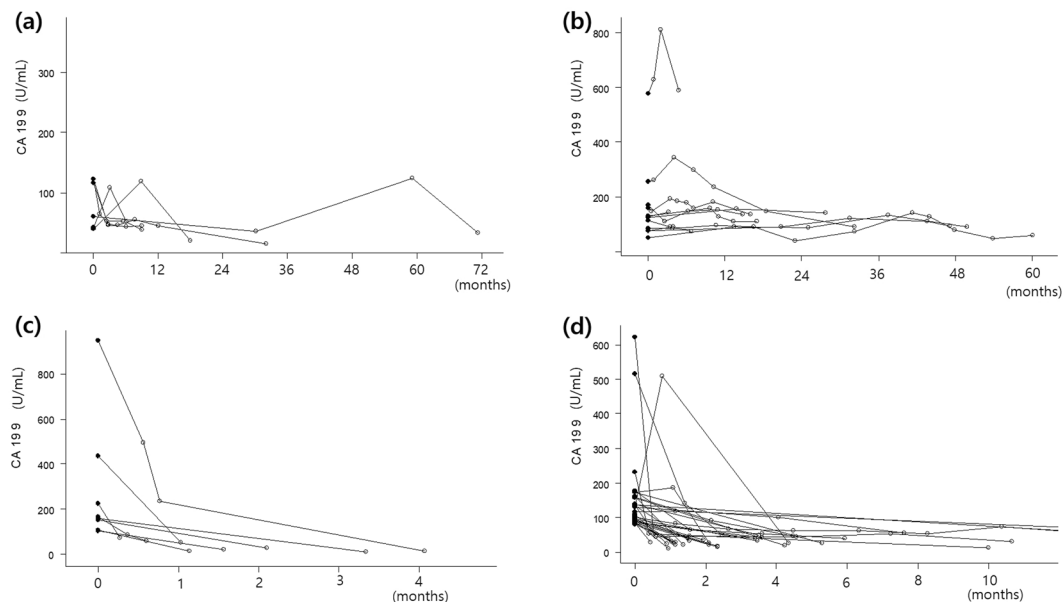 (a)
CA 19 9 (U/mL)
300
200
100
0 12 24 36 48 60 72
(months)
(b)
CA 19 9 (U/mL)
800
600
400
200
0
0 12 24 36 48 60
(months)
(c)
CA 19 9 (U/mL)
800
600
400
200
0
0 1 2 3 4
(months)
(d)
CA 19 9 (U/mL)
600
500
400
300
200
100
0
0 2 4 6 8 10
(months)